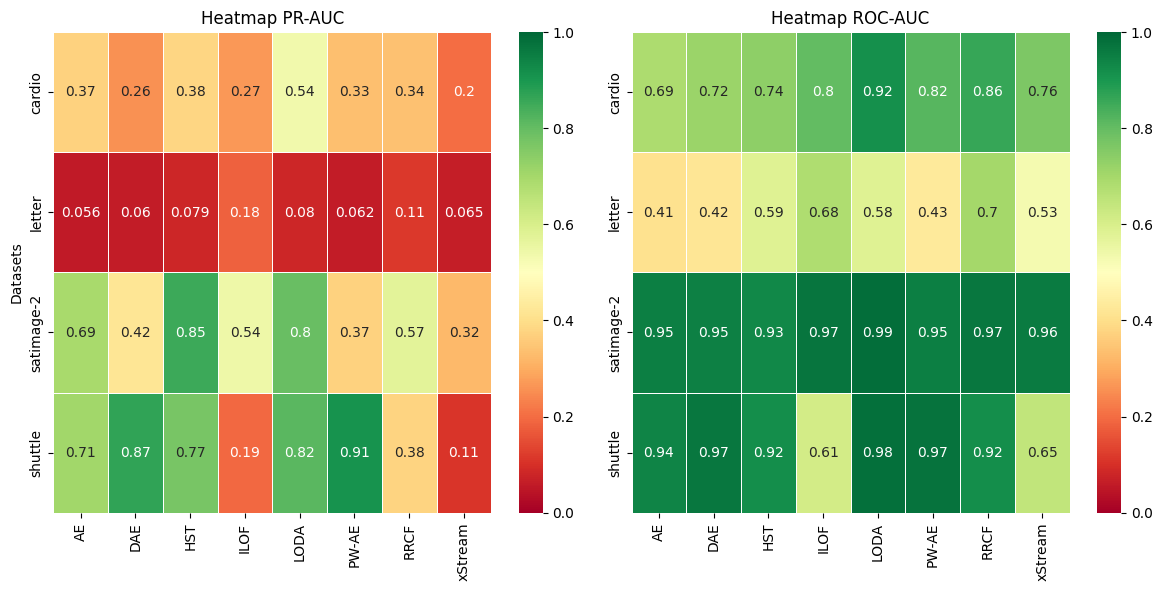 Heatmap PR-AUC
Datasets
cardio 0.37 0.26 0.38 0.27 0.54 0.33 0.34 0.2
letter 0.056 0.06 0.079 0.18 0.08 0.062 0.11 0.065
satimage-2 0.69 0.42 0.85 0.54 0.8 0.37 0.57 0.32
shuttle 0.71 0.87 0.77 0.19 0.82 0.91 0.38 0.11
AE DAE HST ILOF LODA PW-AE RRCF xStream
1.0
0.8
0.6
0.4
0.2
0.0
Heatmap ROC-AUC
cardio 0.69 0.72 0.74 0.8 0.92 0.82 0.86 0.76
letter 0.41 0.42 0.59 0.68 0.58 0.43 0.7 0.53
satimage-2 0.95 0.95 0.93 0.97 0.99 0.95 0.97 0.96
shuttle 0.94 0.97 0.92 0.61 0.98 0.97 0.92 0.65
AE DAE HST ILOF LODA PW-AE RRCF xStream
1.0
0.8
0.6
0.4
0.2
0.0